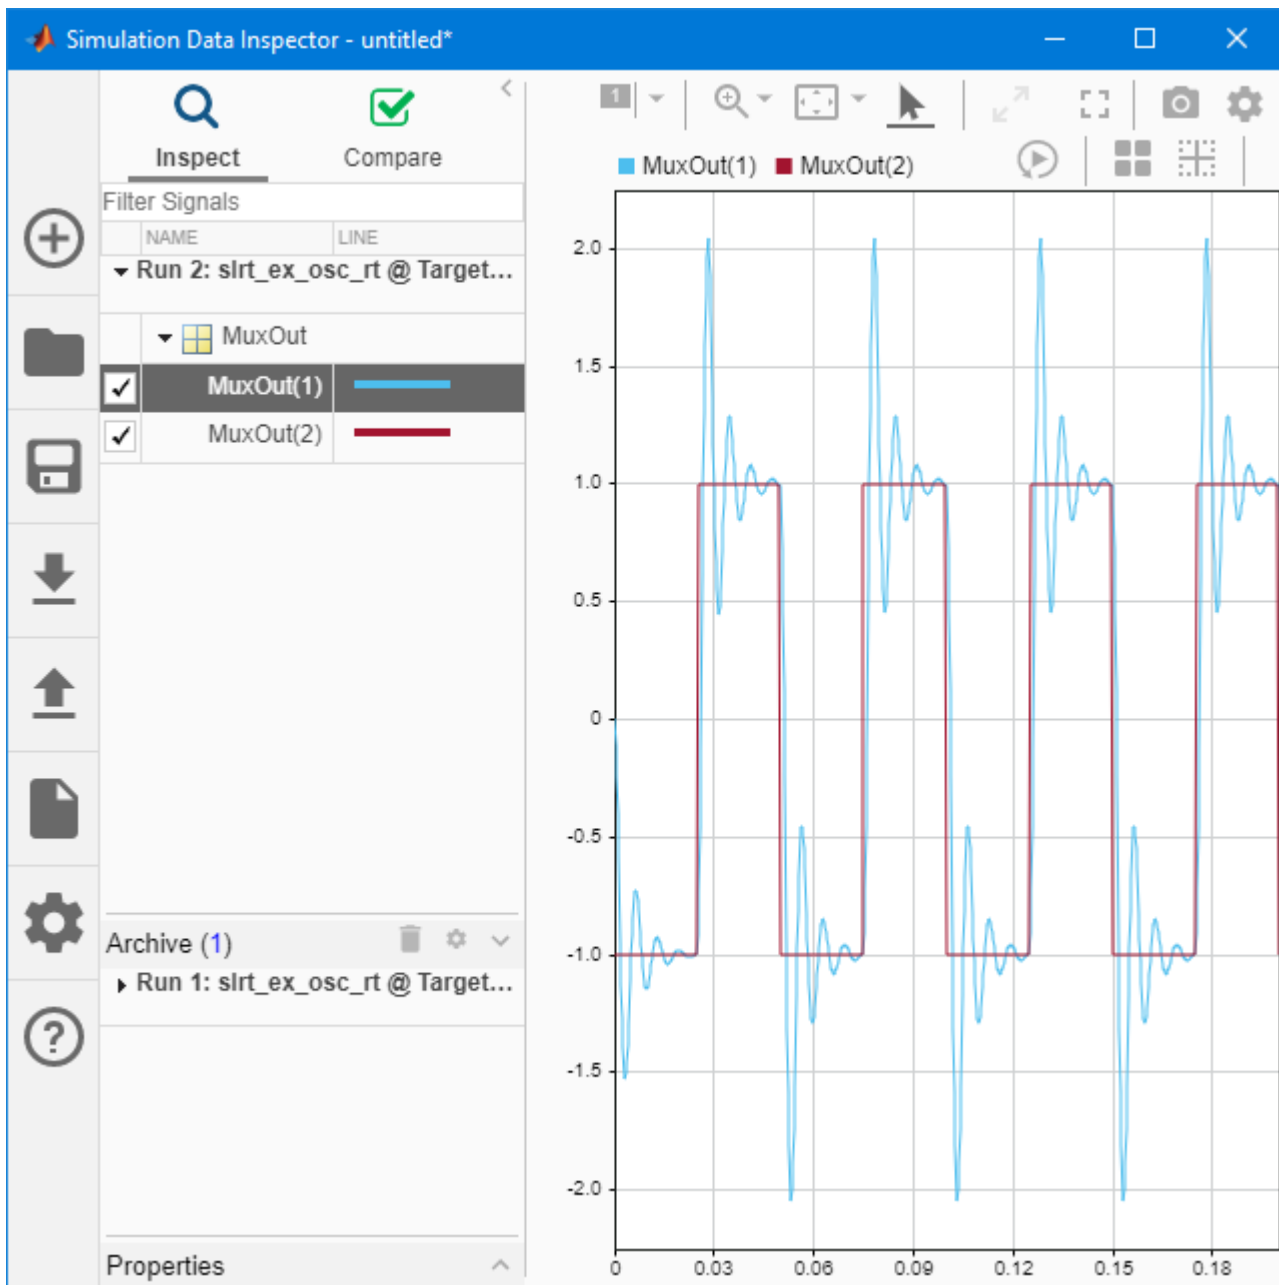 Simulation Data Inspector - untitled*
Inspect
Compare
Filter Signals
NAME
LINE
Run 2: slrt_ex_osc_rt @ Target...
MuxOut
MuxOut(1)
MuxOut(2)
Archive (1)
Run 1: slrt_ex_osc_rt @ Target...
Properties
1
MuxOut(1) MuxOut(2)
2.0
1.5
1.0
0.5
0
-0.5
-1.0
-1.5
-2.0
0 0.03 0.06 0.09 0.12 0.15 0.18